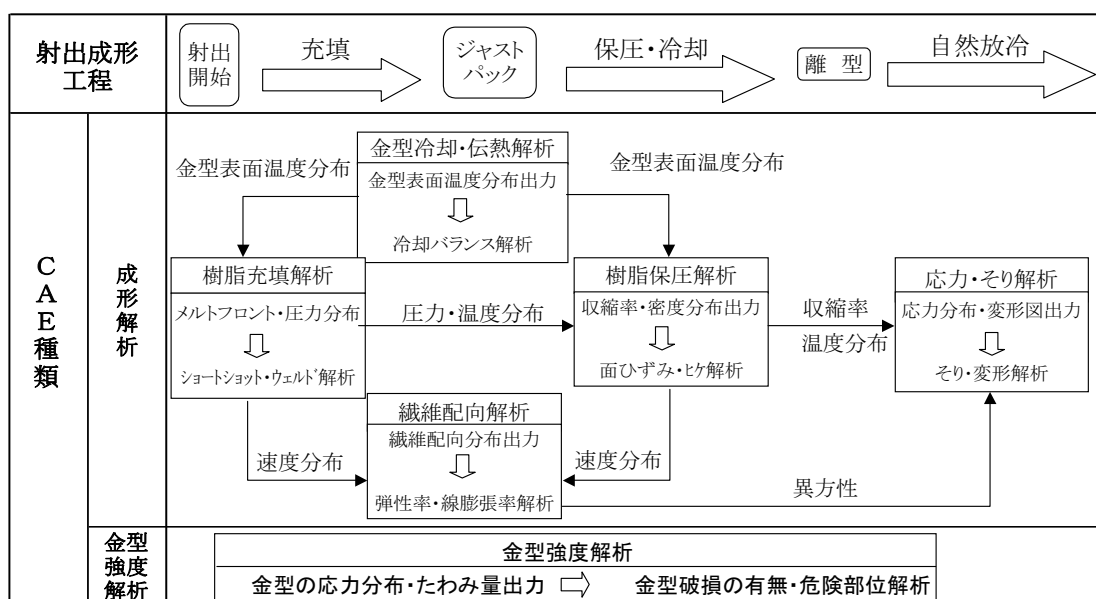 射出成形
工程
射出
開始
充填
ジャスト
パック
保圧・冷却
離 型
自然放冷
CAE種類
成形解析
金型冷却・伝熱解析
金型表面温度分布出力
冷却バランス解析
金型表面温度分布
金型表面温度分布
樹脂充填解析
メルトフロント・圧力分布
ショートショット・ウェルド解析
圧力・温度分布
樹脂保圧解析
収縮率・密度分布出力
面ひずみ・ヒケ解析
収縮率
温度分布
応力・そり解析
応力分布・変形図出力
そり・変形解析
速度分布
繊維配向解析
繊維配向分布出力
弾性率・線膨張率解析
速度分布
異方性
金型
強度
解析
金型強度解析
金型の応力分布・たわみ量出力 金型破損の有無・危険部位解析